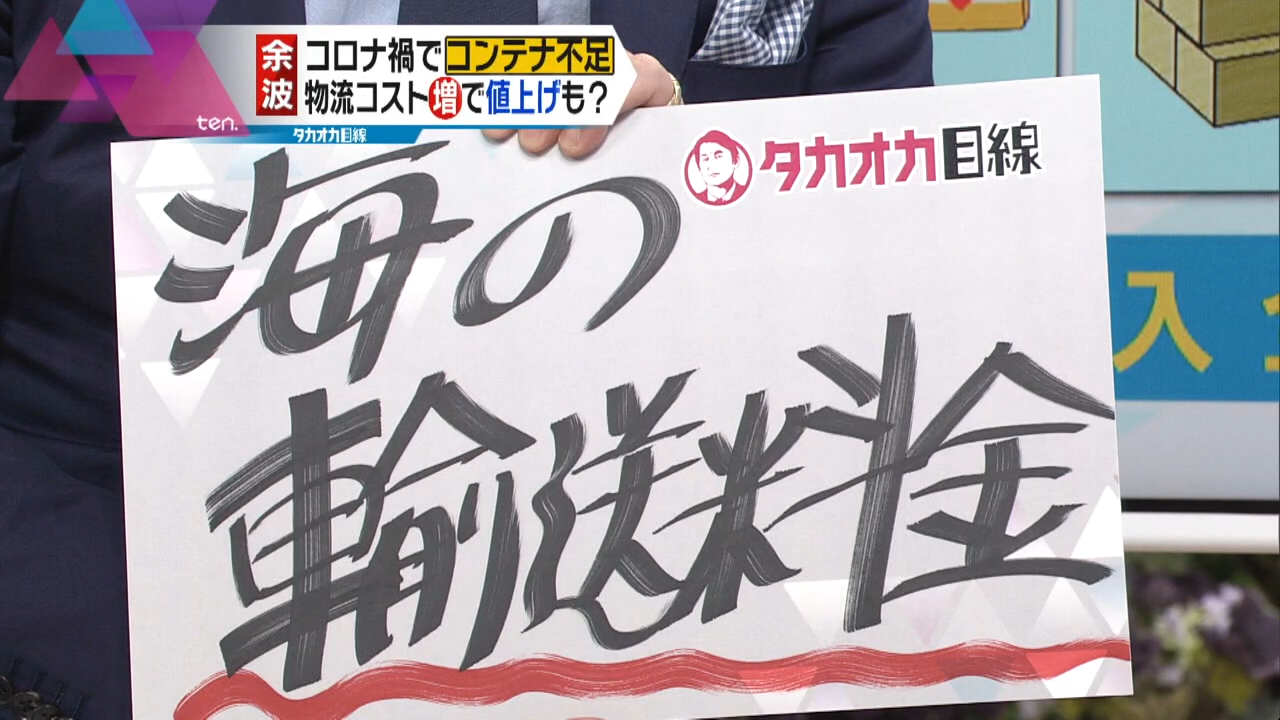 余波
コロナ禍でコンテナ不足
物流コスト増で値上げも?
ten.
タカオカ目線
タカオカ目線
海の
輸送料金
入